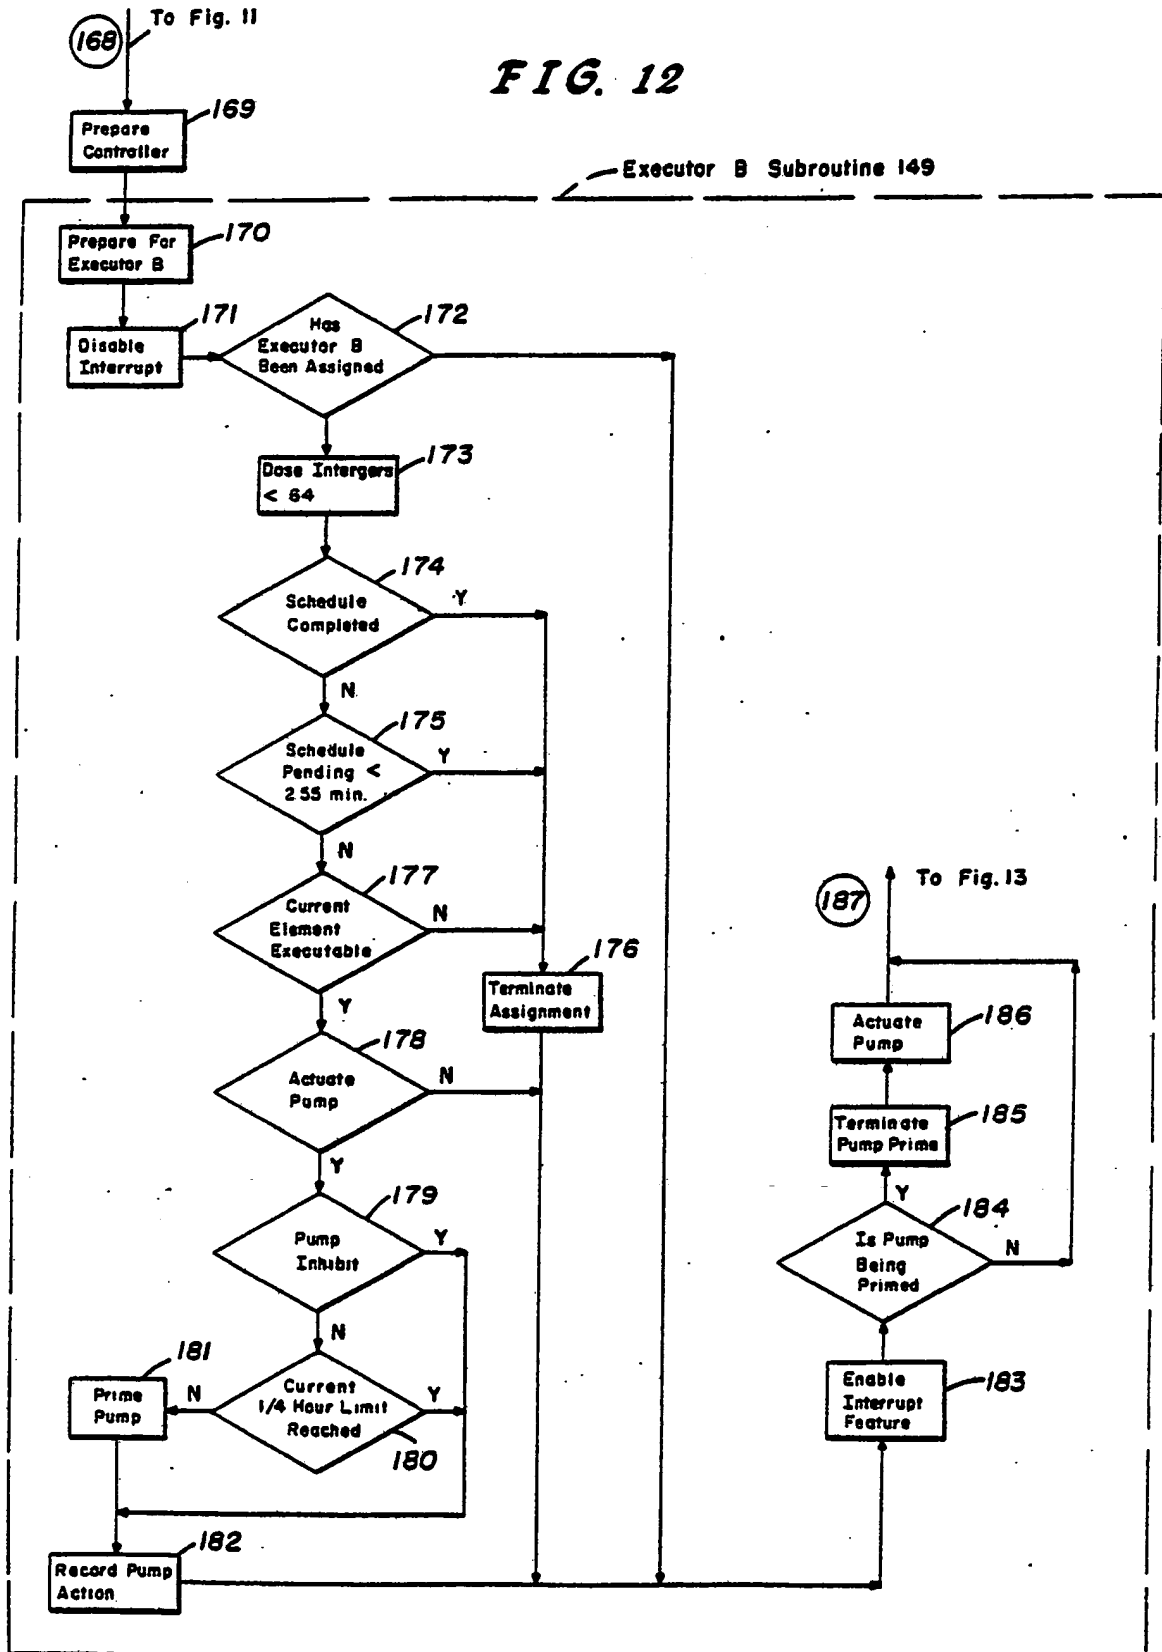 To Fig. 11
168
FIG. 12
169
Prepare
Controller
Executor B Subroutine 149
Prepare For
Executor B
170
171
Disable
Interrupt
172
Has
Executor B
Been Assigned
173
Dose Intergers
< 64
174
Schedule
Completed
Y
N
175
Schedule
Pending <
255 min.
Y
N
177
Current
Element
Executable
N
Y
176
Terminate
Assignment
178
Actuate
Pump
N
Y
179
Pump
Inhibit
Y
N
181
Prime
Pump
N
Current
1/4 Hour Limit
Reached
Y
180
182
Record Pump
Action
187
To Fig. 13
Actuate
Pump
186
Terminate
Pump Prime
185
Y
184
Is Pump
Being
Primed
N
Enable
Interrupt
Feature
183